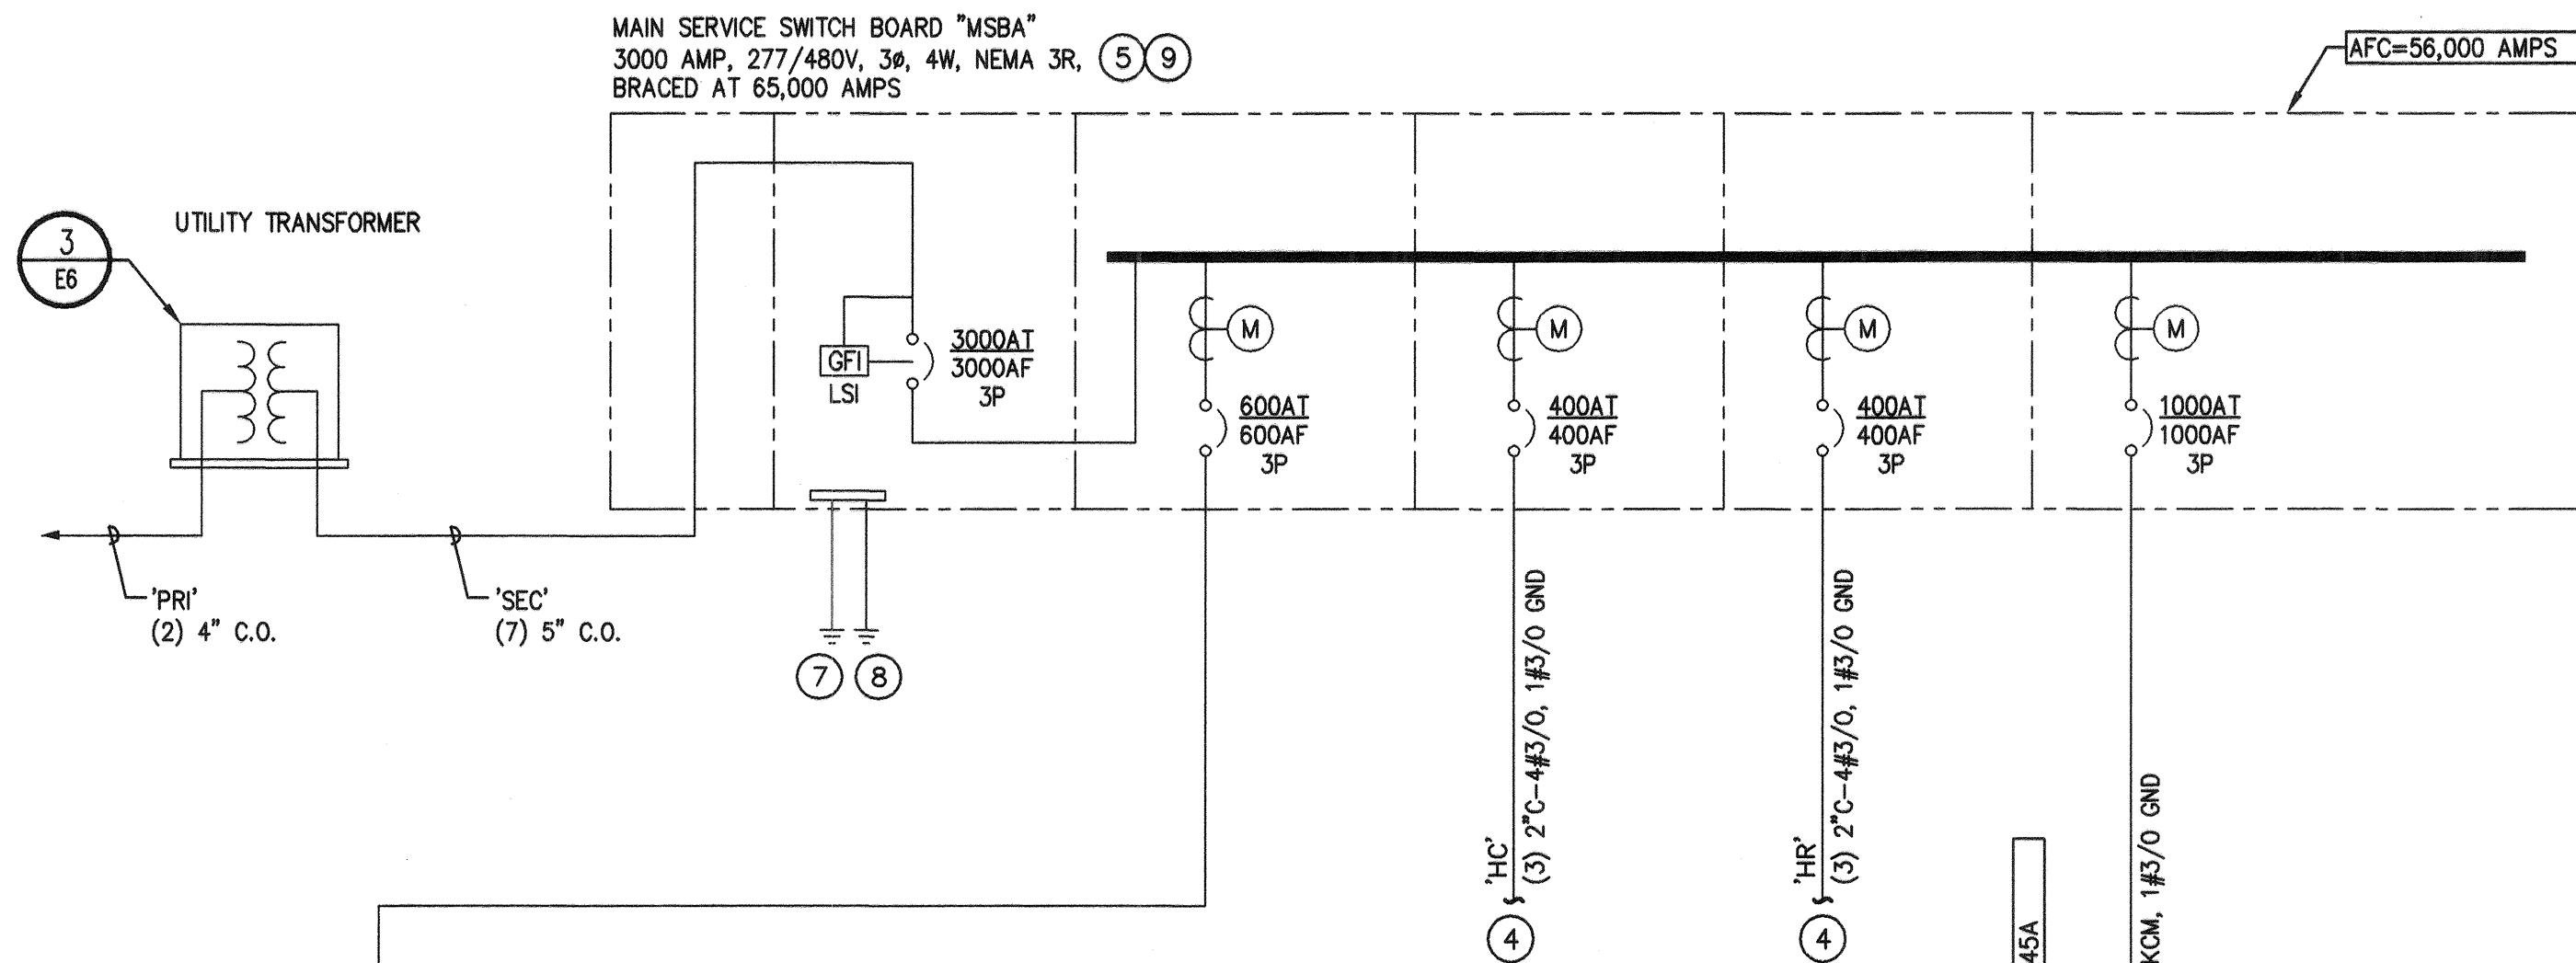 MAIN SERVICE SWITCH BOARD "MSBA"
3000 AMP, 277/480V, 3ø, 4W, NEMA 3R, 5 9
BRACED AT 65,000 AMPS
AFC=56,000 AMPS
UTILITY TRANSFORMER
3
E6
GFI
LSI
3000AT
3000AF
3P
M
600AT
600AF
3P
M
400AT
400AF
3P
M
400AT
400AF
3P
M
1000AT
1000AF
3P
'PRI'
(2) 4" C.O.
'SEC'
(7) 5" C.O.
7 8
'HC'
(3) 2"C-4#3/0, 1#3/0 GND
4
'HR'
(3) 2"C-4#3/0, 1#3/0 GND
4
45A
KCM, 1#3/0 GND